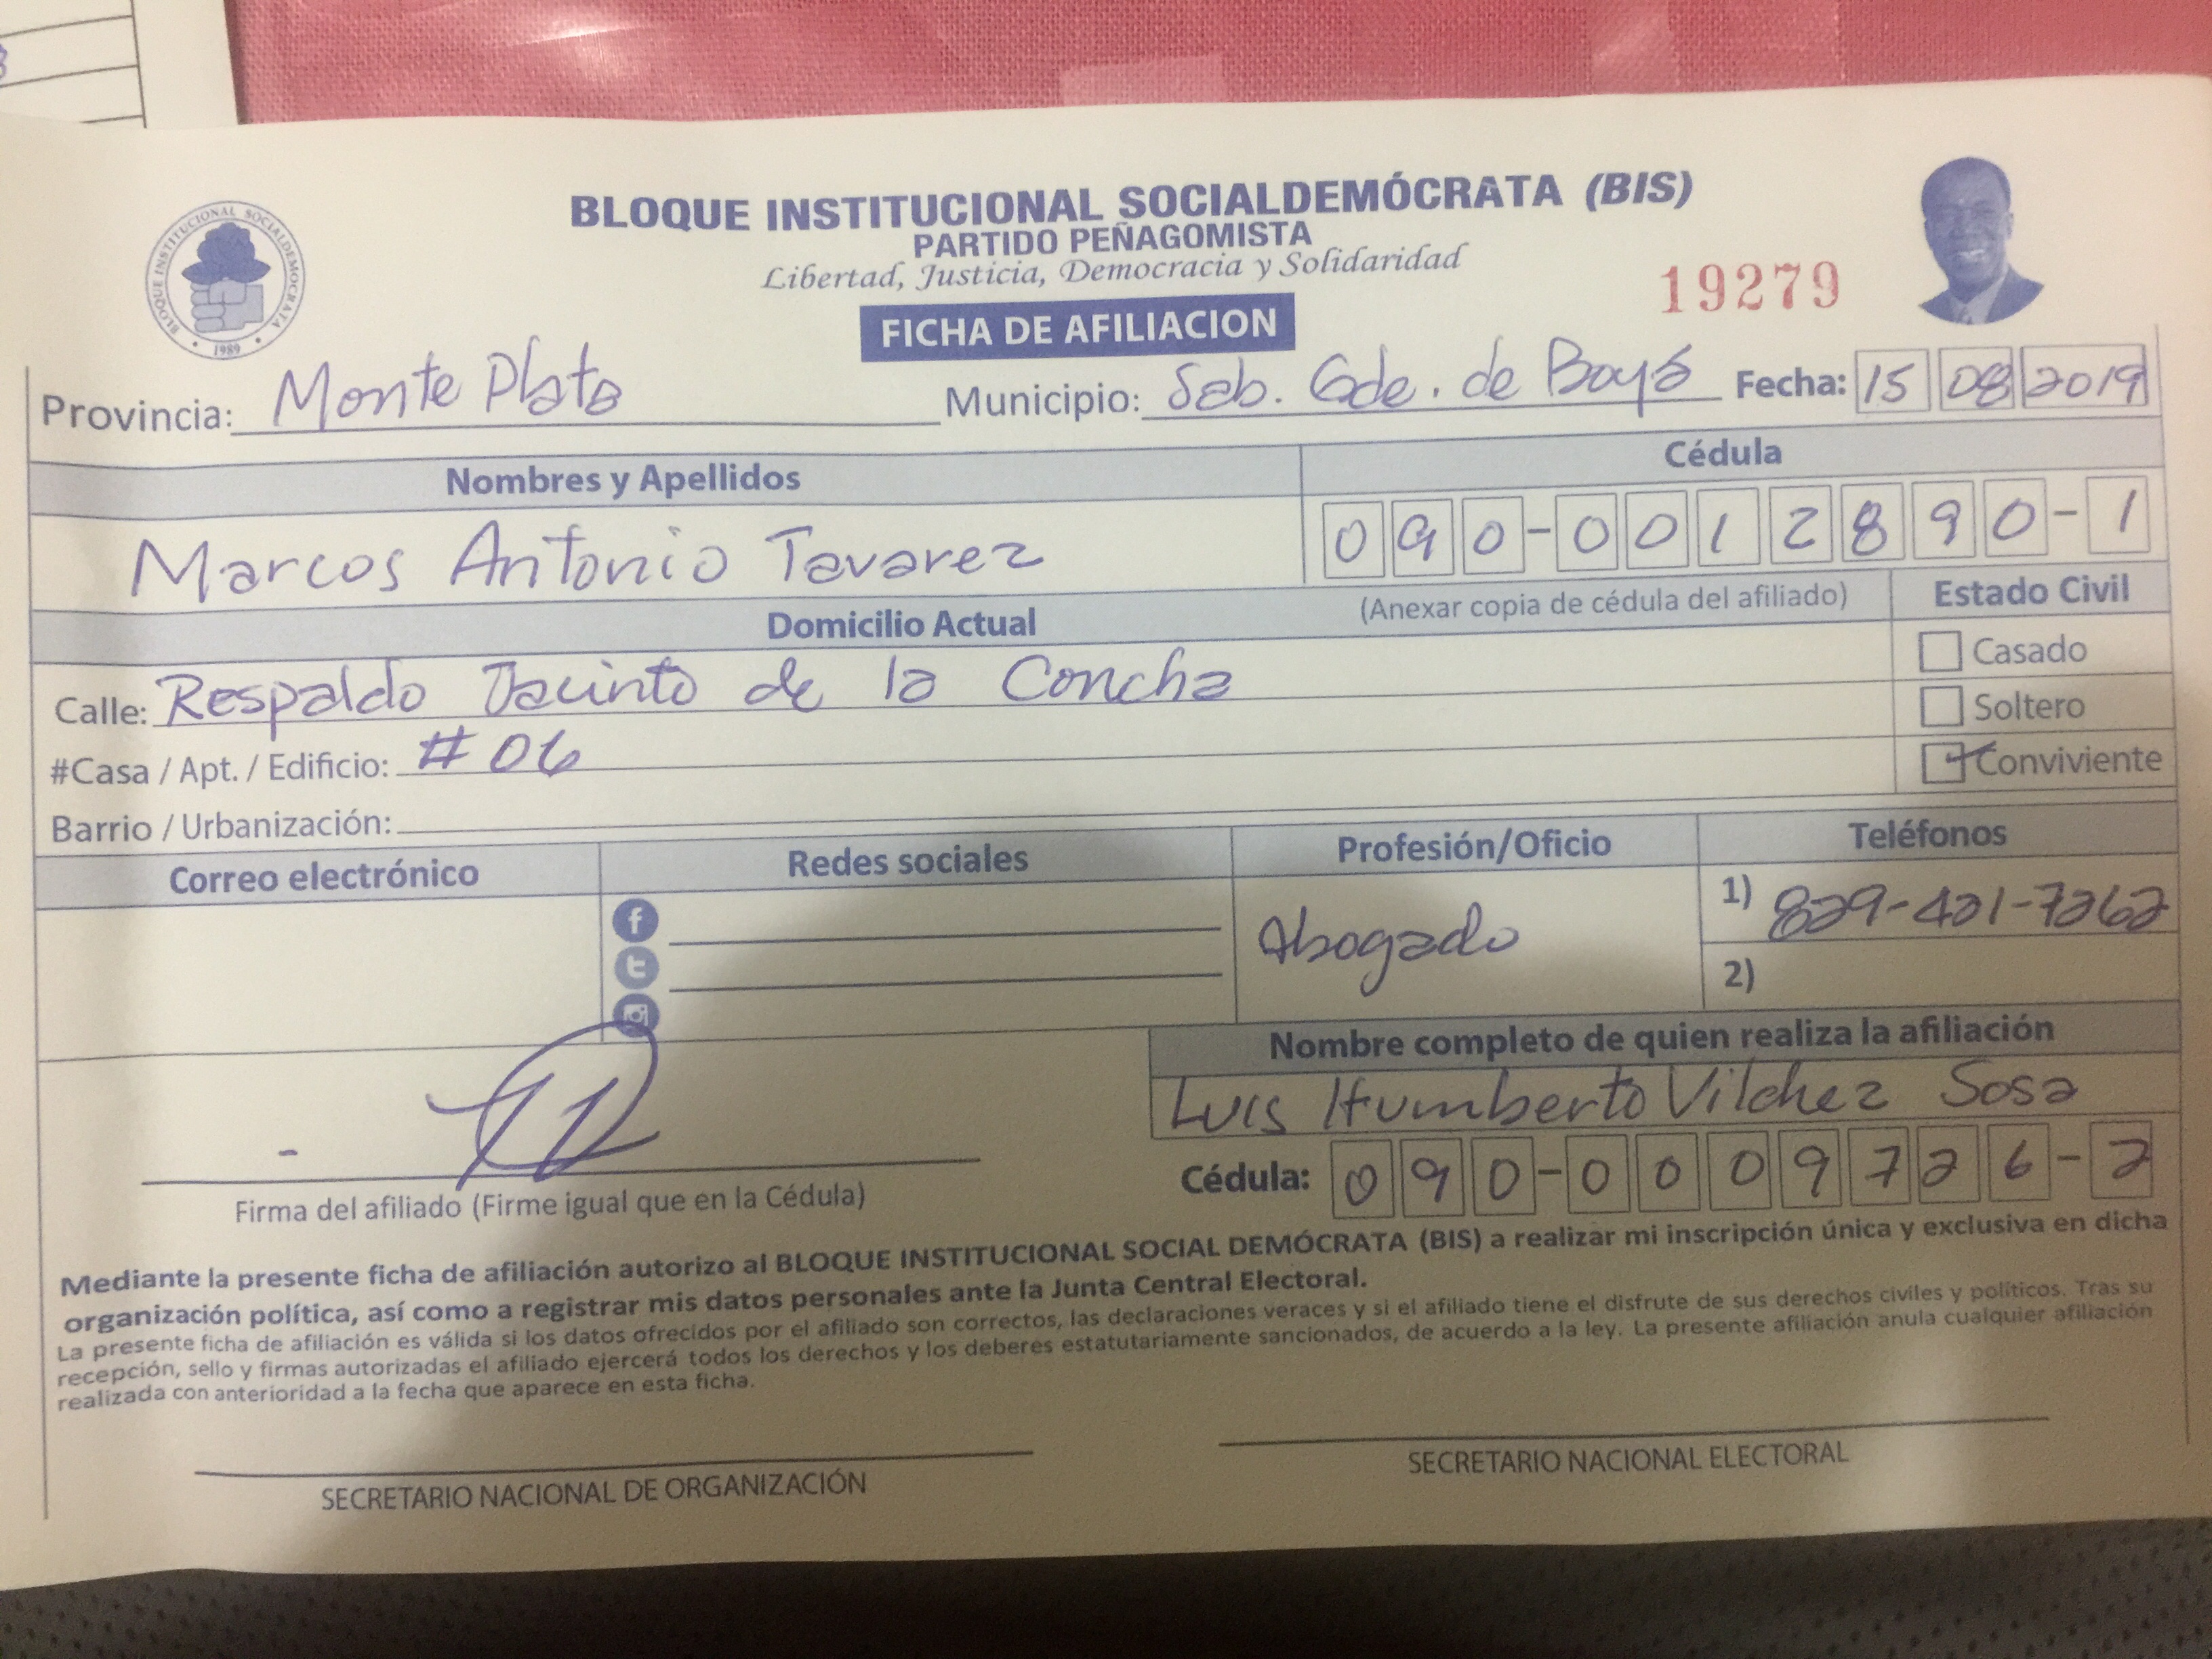 BLOQUE INSTITUCIONAL SOCIALDEMÓCRATA (BIS)
PARTIDO PEÑAGOMISTA
Libertad, Justicia, Democracia y Solidaridad
BLOQUE INSTITUCIONAL SOCIALDEMOCRATA
1989
19279
FICHA DE AFILIACION
Provincia: Monte Plata Municipio: Sab. Gde. de Boyá Fecha: 15 08 2019
Nombres y Apellidos Cédula
Marcos Antonio Tavarez 090-0012890-1
Domicilio Actual (Anexar copia de cédula del afiliado) Estado Civil
Calle: Respaldo Jacinto de la Concha Casado
#Casa / Apt. / Edificio: # 06 Soltero
Conviviente
Barrio / Urbanización:
Correo electrónico Redes sociales Profesión/Oficio Teléfonos
Abogado 1) 829-421-7262
2)
Nombre completo de quien realiza la afiliación
Luis Humberto Vilchez Sosa
Cédula: 090-0009726-2
Firma del afiliado (Firme igual que en la Cédula)
Mediante la presente ficha de afiliación autorizo al BLOQUE INSTITUCIONAL SOCIAL DEMÓCRATA (BIS) a realizar mi inscripción única y exclusiva en dicha
organización política, así como a registrar mis datos personales ante la Junta Central Electoral.
La presente ficha de afiliación es válida si los datos ofrecidos por el afiliado son correctos, las declaraciones veraces y si el afiliado tiene el disfrute de sus derechos civiles y políticos. Tras su
recepción, sello y firmas autorizadas el afiliado ejercerá todos los derechos y los deberes estatutariamente sancionados, de acuerdo a la ley. La presente afiliación anula cualquier afiliación
realizada con anterioridad a la fecha que aparece en esta ficha.
SECRETARIO NACIONAL DE ORGANIZACIÓN SECRETARIO NACIONAL ELECTORAL